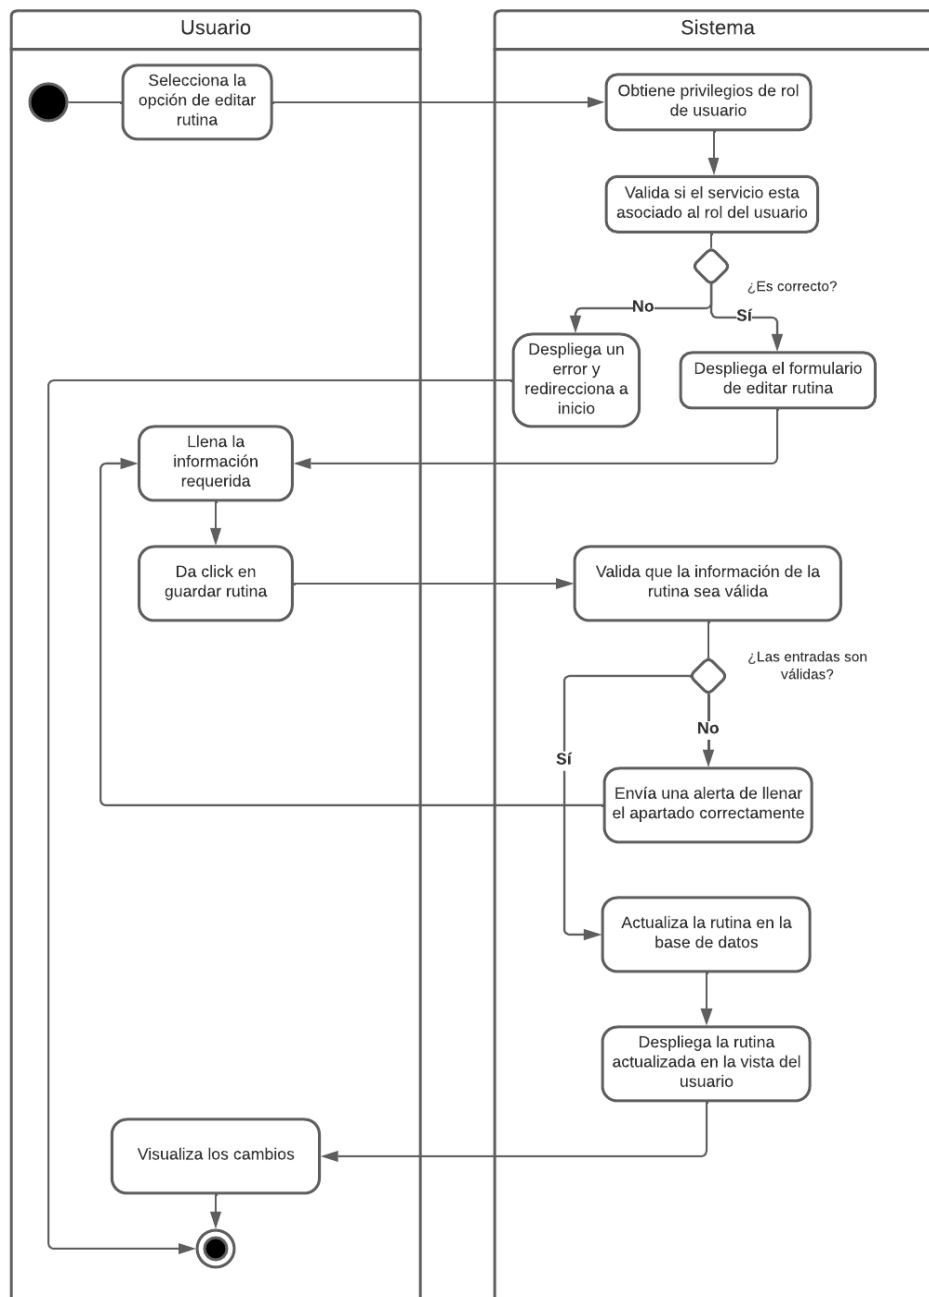 Usuario
Sistema
Selecciona la
opción de editar
rutina
Obtiene privilegios de rol
de usuario
Valida si el servicio esta
asociado al rol del usuario
¿Es correcto?
No
Sí
Despliega un
error y
redirecciona a
inicio
Despliega el formulario
de editar rutina
Llena la
información
requerida
Da click en
guardar rutina
Valida que la información de la
rutina sea válida
¿Las entradas son
válidas?
No
Sí
Envía una alerta de llenar
el apartado correctamente
Actualiza la rutina en la
base de datos
Despliega la rutina
actualizada en la vista del
usuario
Visualiza los cambios